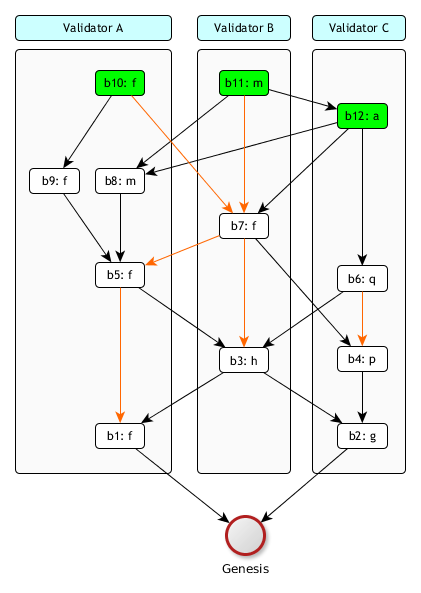 Validator A
Validator B
Validator C
b10: f
b11: m
b12: a
b9: f
b8: m
b7: f
b5: f
b6: q
b3: h
b4: p
b1: f
b2: g
Genesis